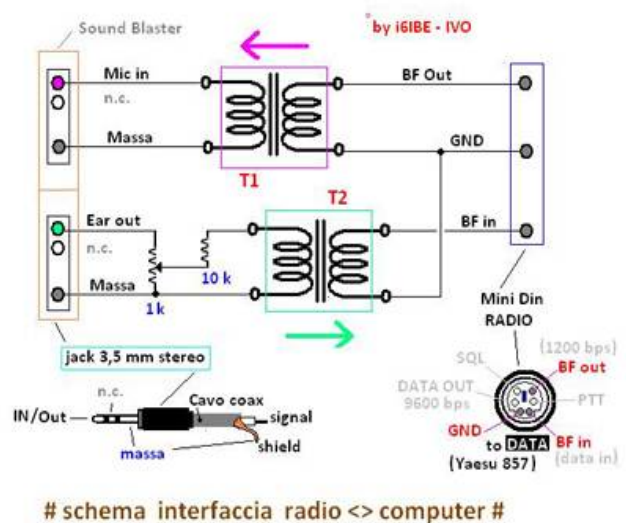 Sound Blaster
°by i6IBE - IVO
Mic in
BF Out
n.c.
Massa
GND
T1
T2
Ear out
BF in
n.c.
10 k
Massa
1k
Mini Din
RADIO
jack 3,5 mm stereo
SQL
(1200 bps)
BF out
n.c.
DATA OUT
9600 bps
PTT
Cavo coax
IN/Out
signal
GND
massa
shield
to DATA
BF in
(Yaesu 857)
(data in)
# schema interfaccia radio <> computer #